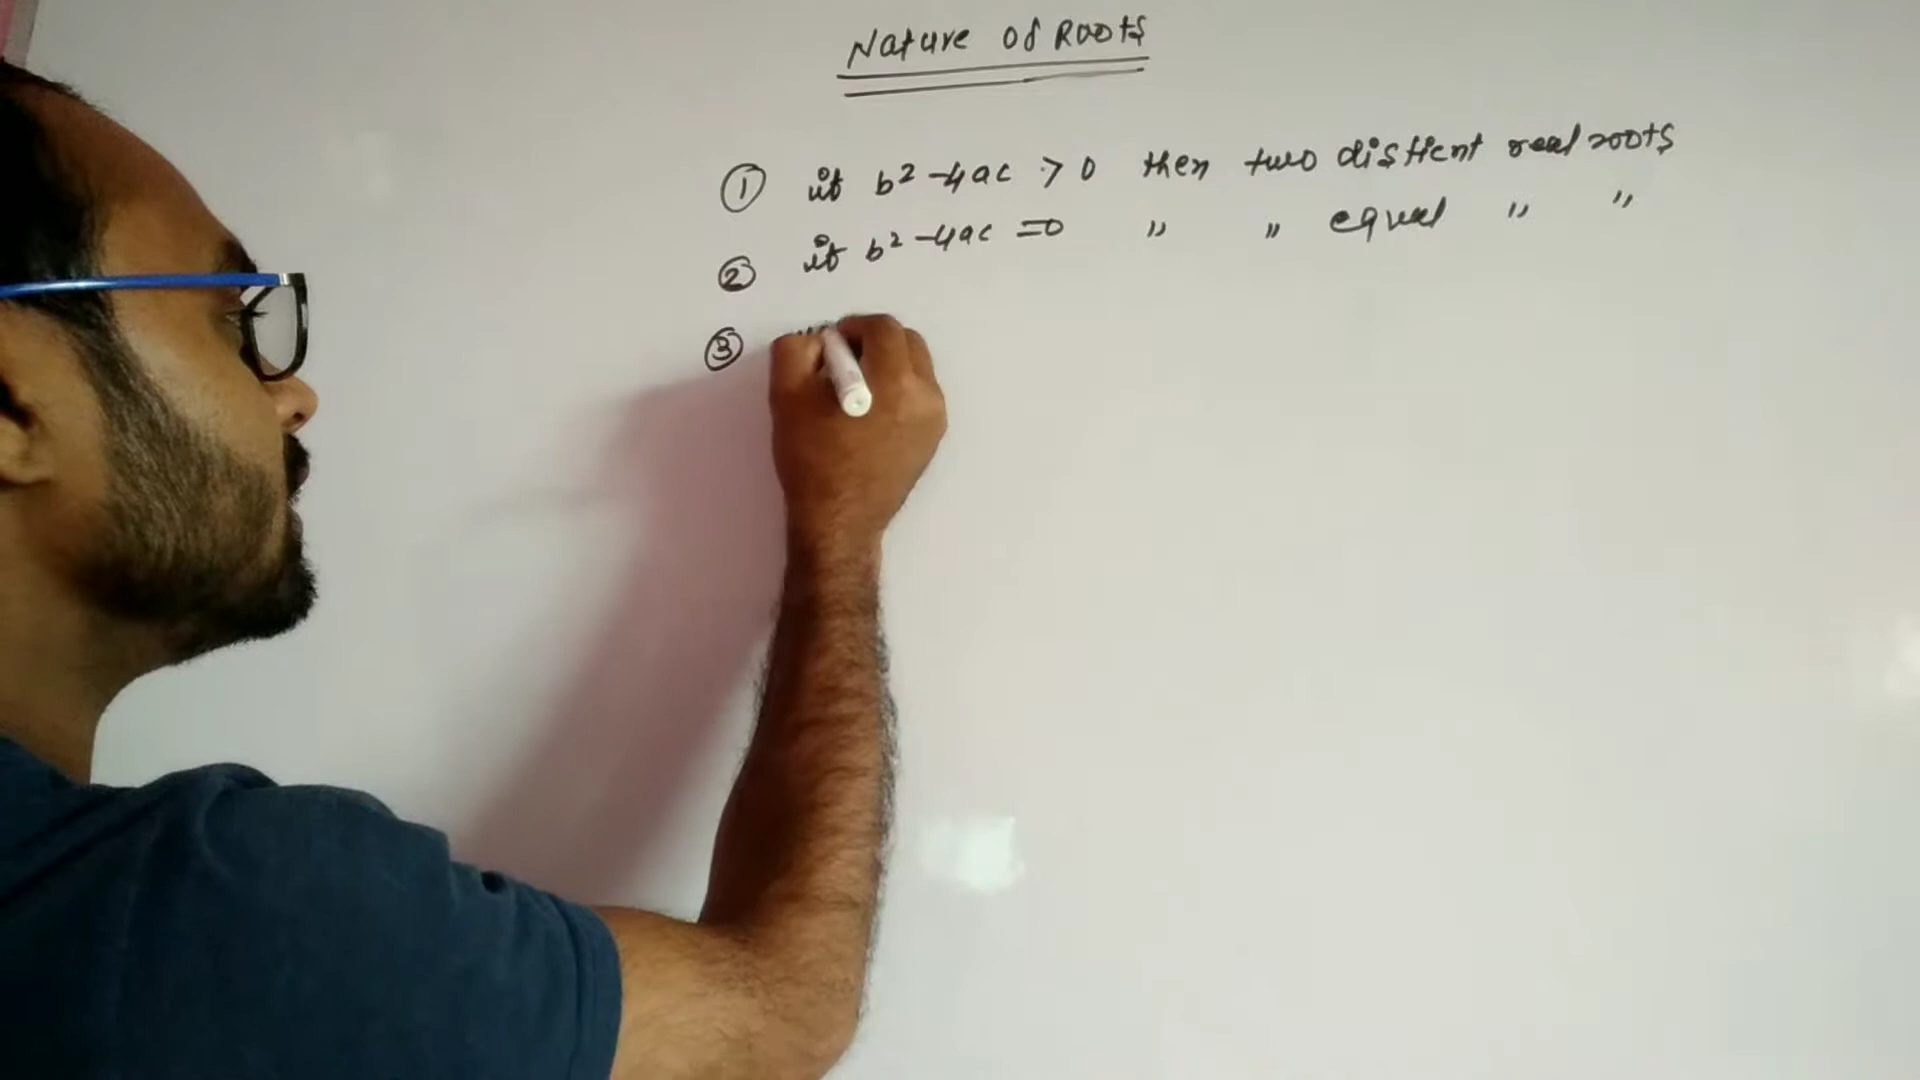 Nature of Roots
① if b² -4ac > 0 then two distient real roots
② if b² -4ac =0 " " equal " "
③